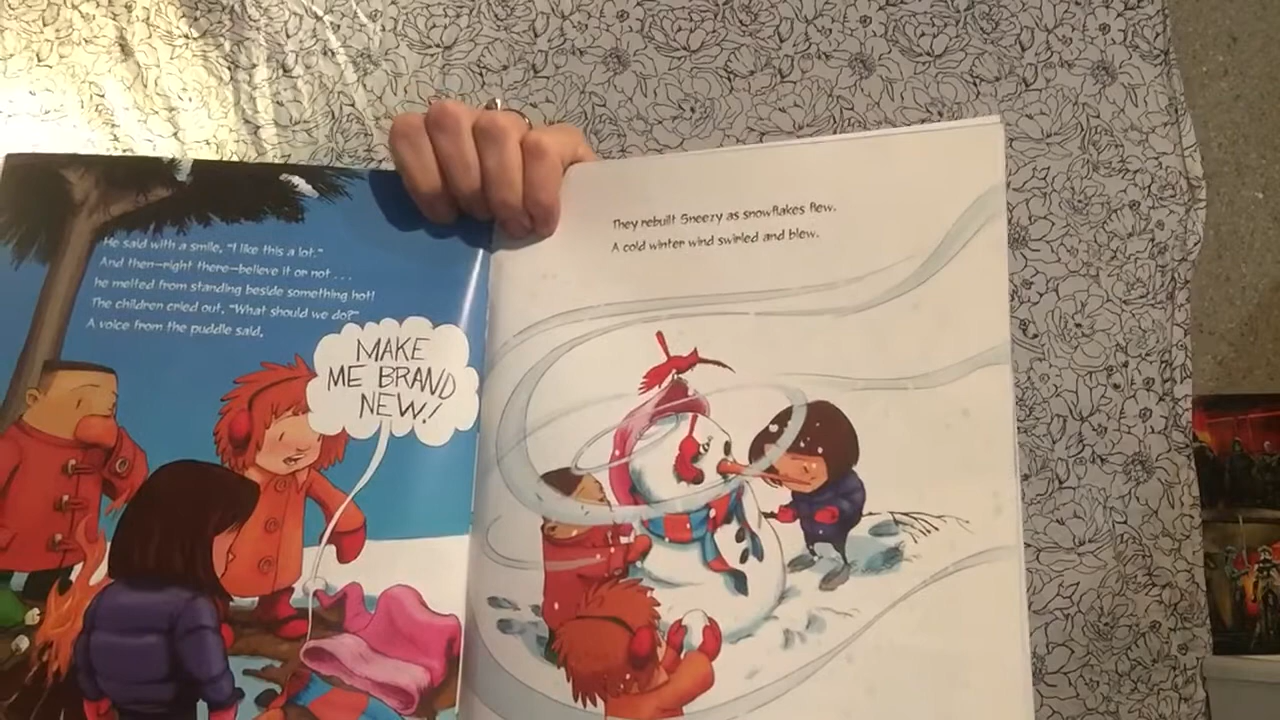 He said with a smile, "I like this a lot."
And then—right there—believe it or not . . .
he melted from standing beside something hot!
The children cried out, "What should we do?"
A voice from the puddle said,
MAKE
ME BRAND
NEW!
They rebuilt Sneezy as snowflakes flew.
A cold winter wind swirled and blew.